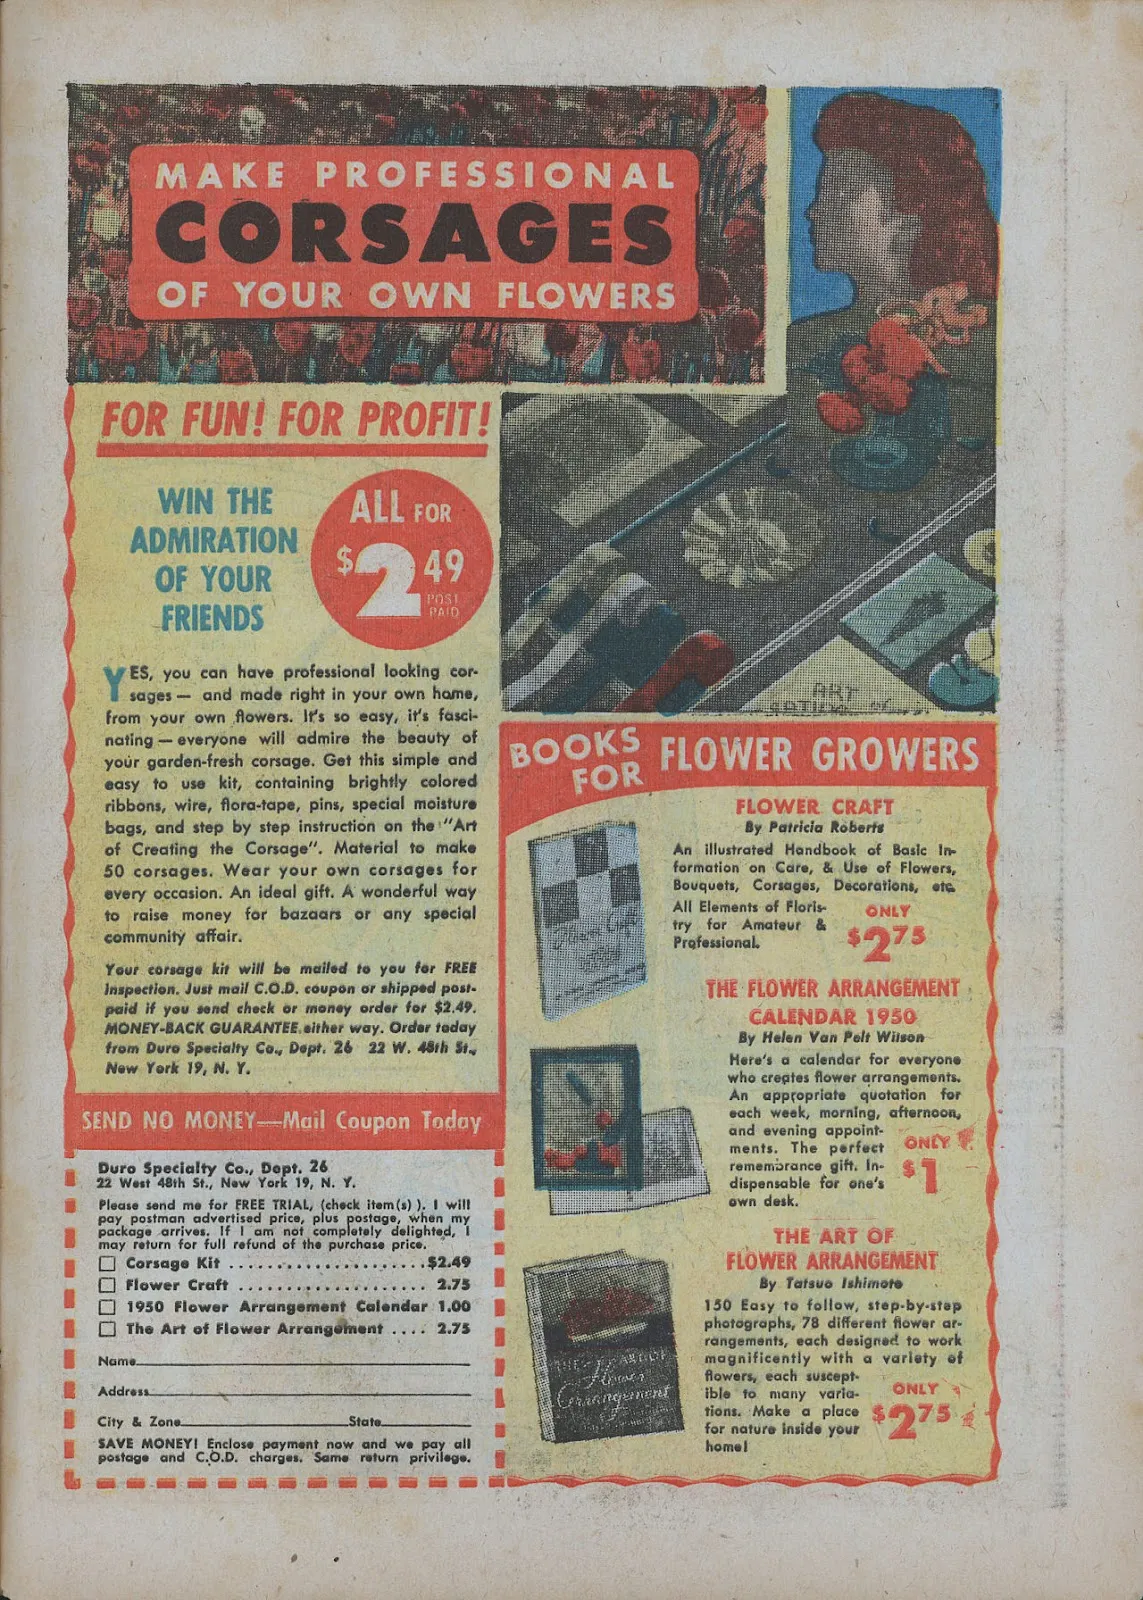 MAKE PROFESSIONAL
CORSAGES
OF YOUR OWN FLOWERS
FOR FUN! FOR PROFIT!
WIN THE
ADMIRATION
OF YOUR
FRIENDS
ALL FOR
$2 49
POST
PAID
YES, you can have professional looking cor-
sages — and made right in your own home,
from your own flowers. It's so easy, it's fasci-
nating — everyone will admire the beauty of
your garden-fresh corsage. Get this simple and
easy to use kit, containing brightly colored
ribbons, wire, flora-tape, pins, special moisture
bags, and step by step instruction on the "Art
of Creating the Corsage". Material to make
50 corsages. Wear your own corsages for
every occasion. An ideal gift. A wonderful way
to raise money for bazaars or any special
community affair.
Your corsage kit will be mailed to you for FREE
Inspection. Just mail C.O.D. coupon or shipped post-
paid if you send check or money order for $2.49.
MONEY-BACK GUARANTEE either way. Order today
from Duro Specialty Co., Dept. 26 22 W. 48th St.,
New York 19, N. Y.
SEND NO MONEY—Mail Coupon Today
Duro Specialty Co., Dept. 26
22 West 48th St., New York 19, N. Y.
Please send me for FREE TRIAL, (check item(s) ). I will
pay postman advertised price, plus postage, when my
package arrives. If I am not completely delighted, I
may return for full refund of the purchase price.
Corsage Kit ......................$2.49
Flower Craft .................... 2.75
1950 Flower Arrangement Calendar 1.00
The Art of Flower Arrangement .... 2.75
Name
Address
City & Zone State
SAVE MONEY! Enclose payment now and we pay all
postage and C.O.D. charges. Same return privilege.
ART
BOOKS
FOR FLOWER GROWERS
FLOWER CRAFT
By Patricia Roberts
An illustrated Handbook of Basic In-
formation on Care, & Use of Flowers,
Bouquets, Corsages, Decorations, etc.
All Elements of Floris-
try for Amateur &
Professional.
ONLY
$2.75
Flower Craft
THE FLOWER ARRANGEMENT
CALENDAR 1950
By Helen Van Pelt Wilson
Here's a calendar for everyone
who creates flower arrangements.
An appropriate quotation for
each week, morning, afternoon,
and evening appoint-
ments. The perfect
remembrance gift. In-
dispensable for one's
own desk.
ONLY
$1
THE ART OF
FLOWER ARRANGEMENT
By Tatsuo Ishimoto
150 Easy to follow, step-by-step
photographs, 78 different flower ar-
rangements, each designed to work
magnificently with a variety of
flowers, each suscept-
ible to many varia-
tions. Make a place
for nature inside your
home!
ONLY
$2.75
THE ART OF
Flower
Arrangement